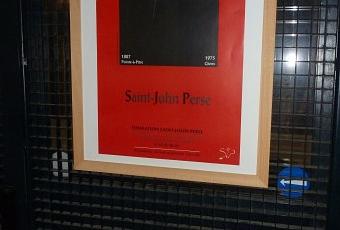 1887
Pointe-à-Pitre
1975
Giens
Saint-John Perse
FONDATION SAINT-JOHN PERSE